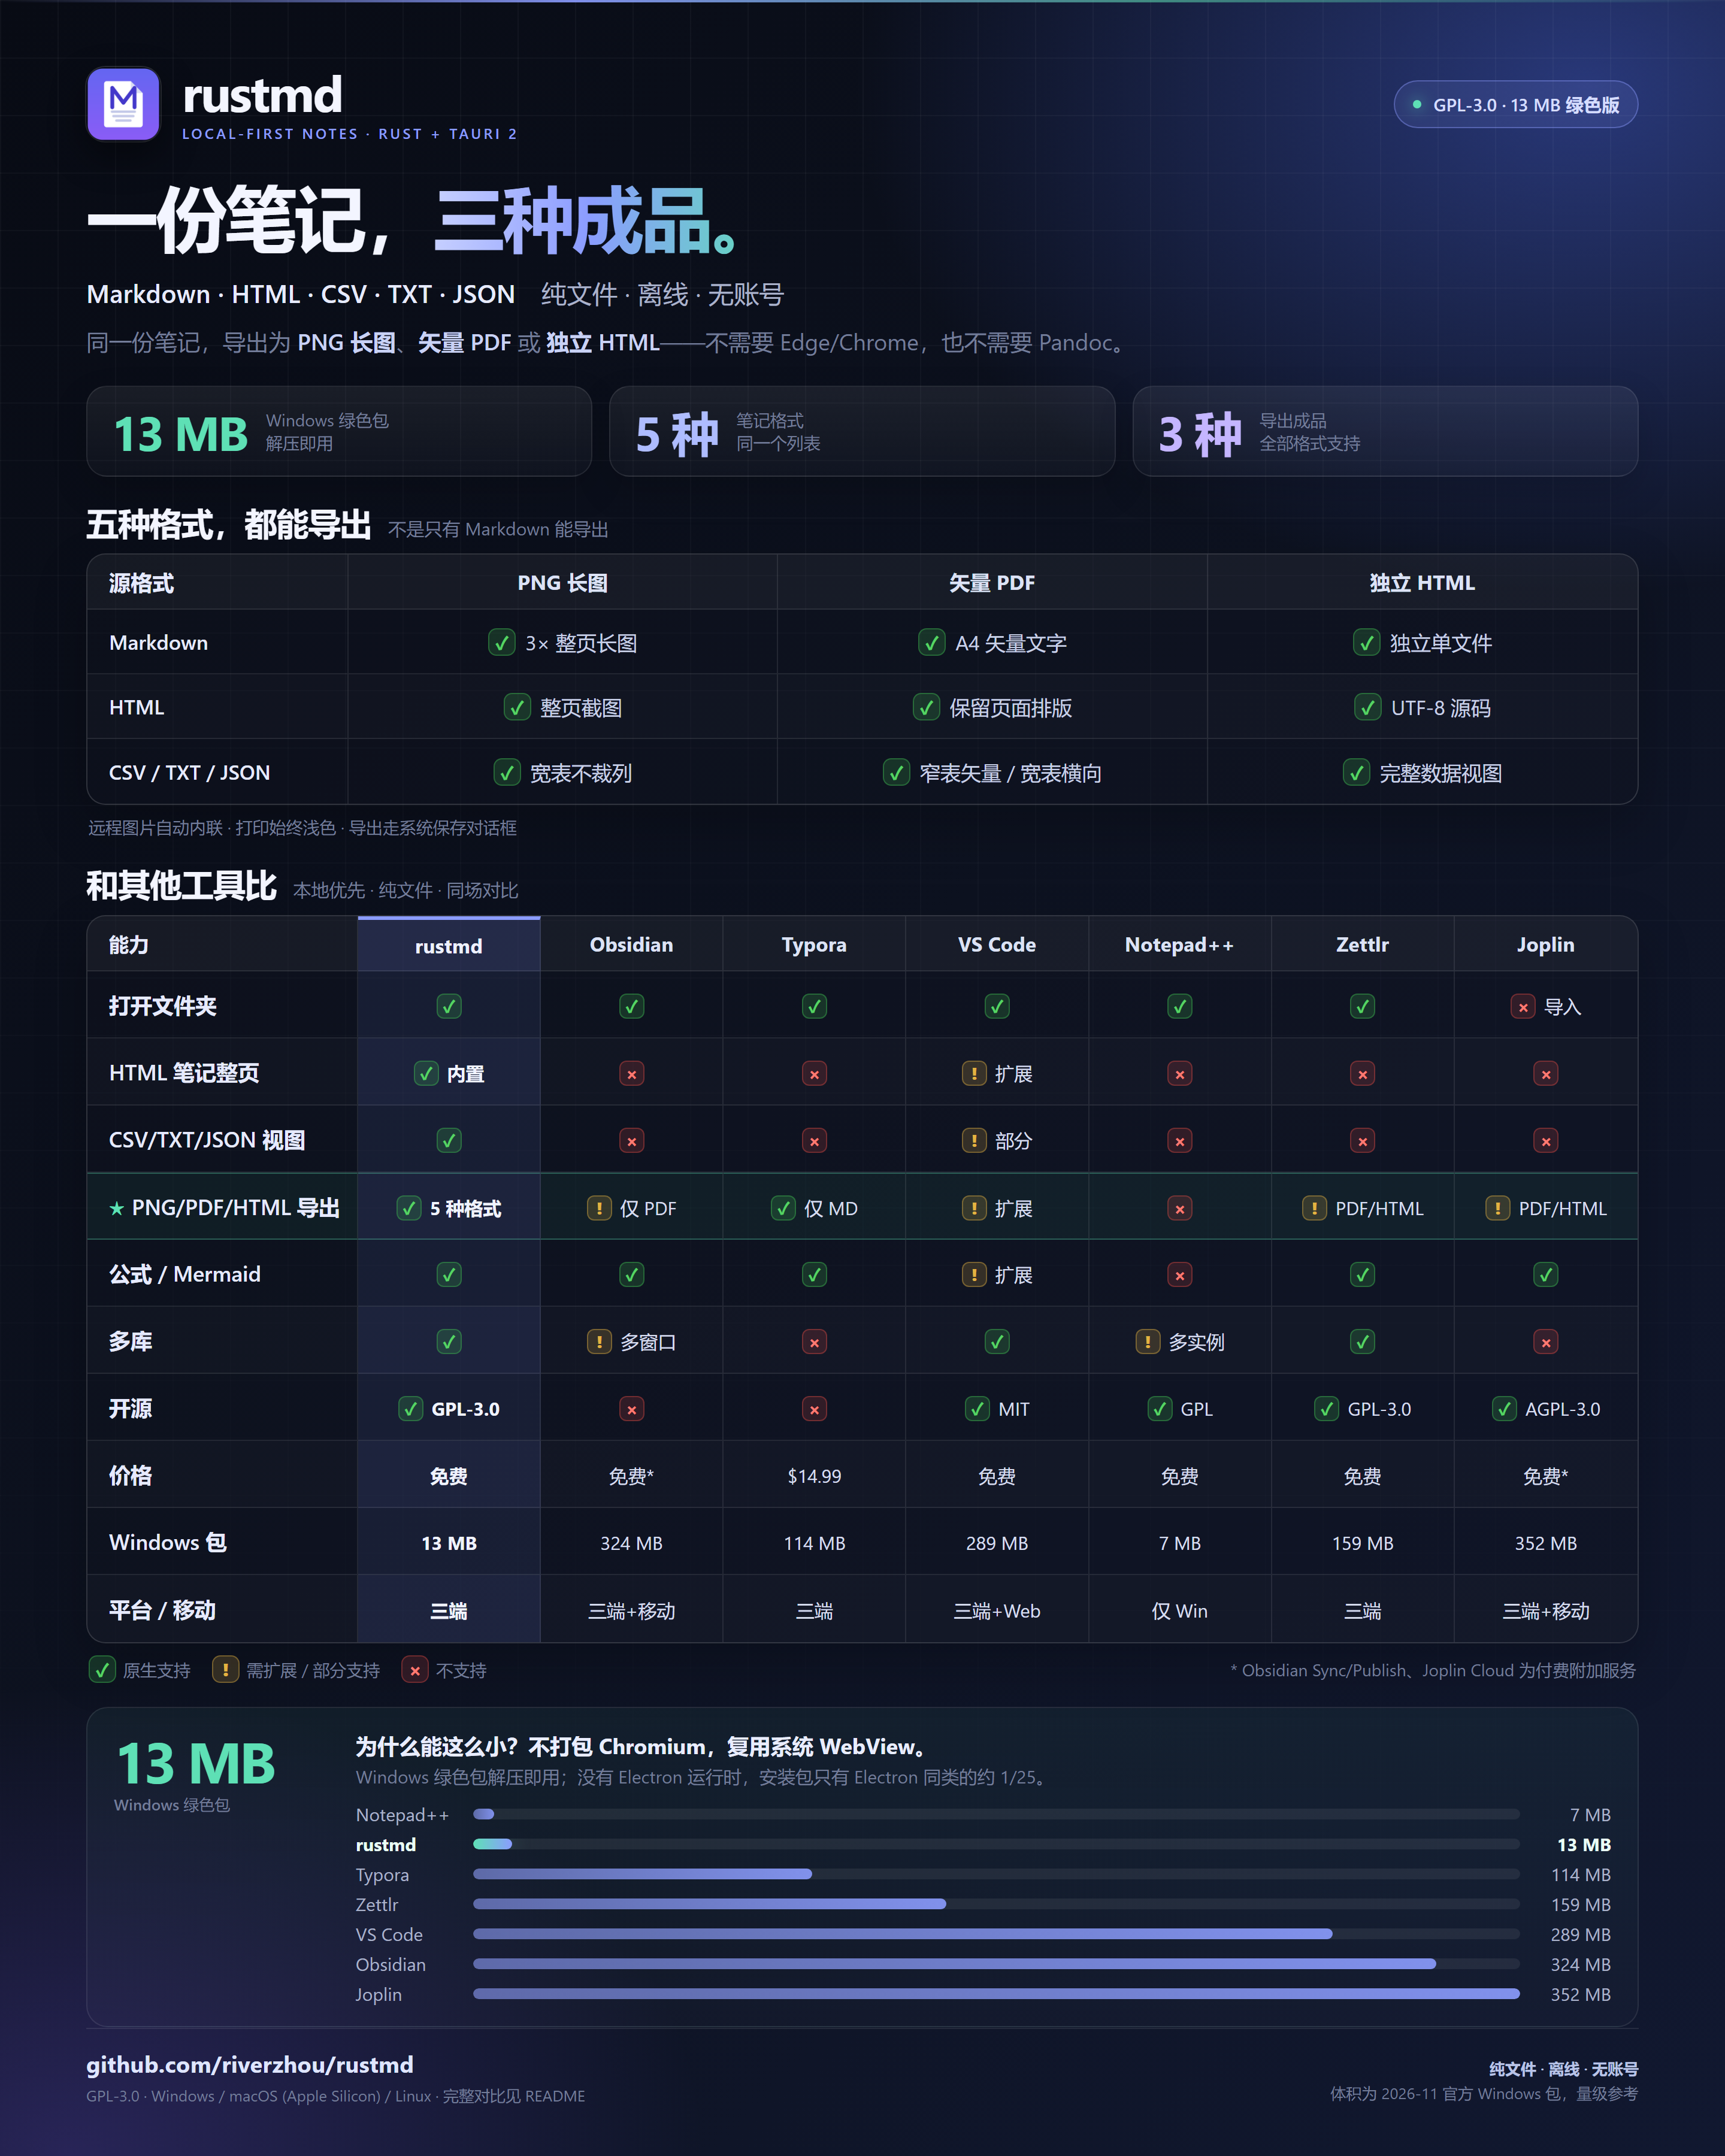 rustmd
LOCAL-FIRST NOTES · RUST + TAURI 2
GPL-3.0 · 13 MB 绿色版
一份笔记，三种成品。
Markdown · HTML · CSV · TXT · JSON 纯文件 · 离线 · 无账号
同一份笔记，导出为 PNG 长图、矢量 PDF 或 独立 HTML——不需要 Edge/Chrome，也不需要 Pandoc。
13 MB
Windows 绿色包
解压即用
5 种
笔记格式
同一个列表
3 种
导出成品
全部格式支持
五种格式，都能导出 不是只有 Markdown 能导出
源格式 PNG 长图 矢量 PDF 独立 HTML
Markdown ✓ 3× 整页长图 ✓ A4 矢量文字 ✓ 独立单文件
HTML ✓ 整页截图 ✓ 保留页面排版 ✓ UTF-8 源码
CSV / TXT / JSON ✓ 宽表不裁列 ✓ 窄表矢量 / 宽表横向 ✓ 完整数据视图
远程图片自动内联 · 打印始终浅色 · 导出走系统保存对话框
和其他工具比 本地优先 · 纯文件 · 同场对比
能力 rustmd Obsidian Typora VS Code Notepad++ Zettlr Joplin
打开文件夹 ✓ ✓ ✓ ✓ ✓ ✓ × 导入
HTML 笔记整页 ✓ 内置 × × ! 扩展 × × ×
CSV/TXT/JSON 视图 ✓ × × ! 部分 × × ×
★ PNG/PDF/HTML 导出 ✓ 5 种格式 ! 仅 PDF ✓ 仅 MD ! 扩展 × ! PDF/HTML ! PDF/HTML
公式 / Mermaid ✓ ✓ ✓ ! 扩展 × ✓ ✓
多库 ✓ ! 多窗口 × ✓ ! 多实例 ✓ ×
开源 ✓ GPL-3.0 × × ✓ MIT ✓ GPL ✓ GPL-3.0 ✓ AGPL-3.0
价格 免费 免费* $14.99 免费 免费 免费 免费*
Windows 包 13 MB 324 MB 114 MB 289 MB 7 MB 159 MB 352 MB
平台 / 移动 三端 三端+移动 三端 三端+Web 仅 Win 三端 三端+移动
✓ 原生支持 ! 需扩展 / 部分支持 × 不支持
* Obsidian Sync/Publish、Joplin Cloud 为付费附加服务
13 MB
Windows 绿色包
为什么能这么小？不打包 Chromium，复用系统 WebView。
Windows 绿色包解压即用；没有 Electron 运行时，安装包只有 Electron 同类的约 1/25。
Notepad++ 7 MB
rustmd 13 MB
Typora 114 MB
Zettlr 159 MB
VS Code 289 MB
Obsidian 324 MB
Joplin 352 MB
github.com/riverzhou/rustmd
GPL-3.0 · Windows / macOS (Apple Silicon) / Linux · 完整对比见 README
纯文件 · 离线 · 无账号
体积为 2026-11 官方 Windows 包，量级参考